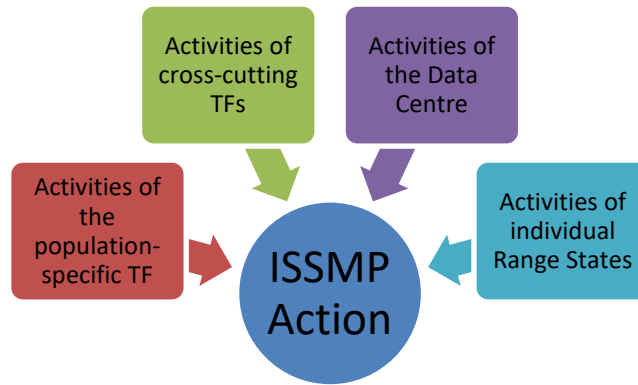 Activities of
cross-cutting
TFs
Activities of
the Data
Centre
Activities of
the
population-
specific TF
Activities of
individual
Range States
ISSMP
Action